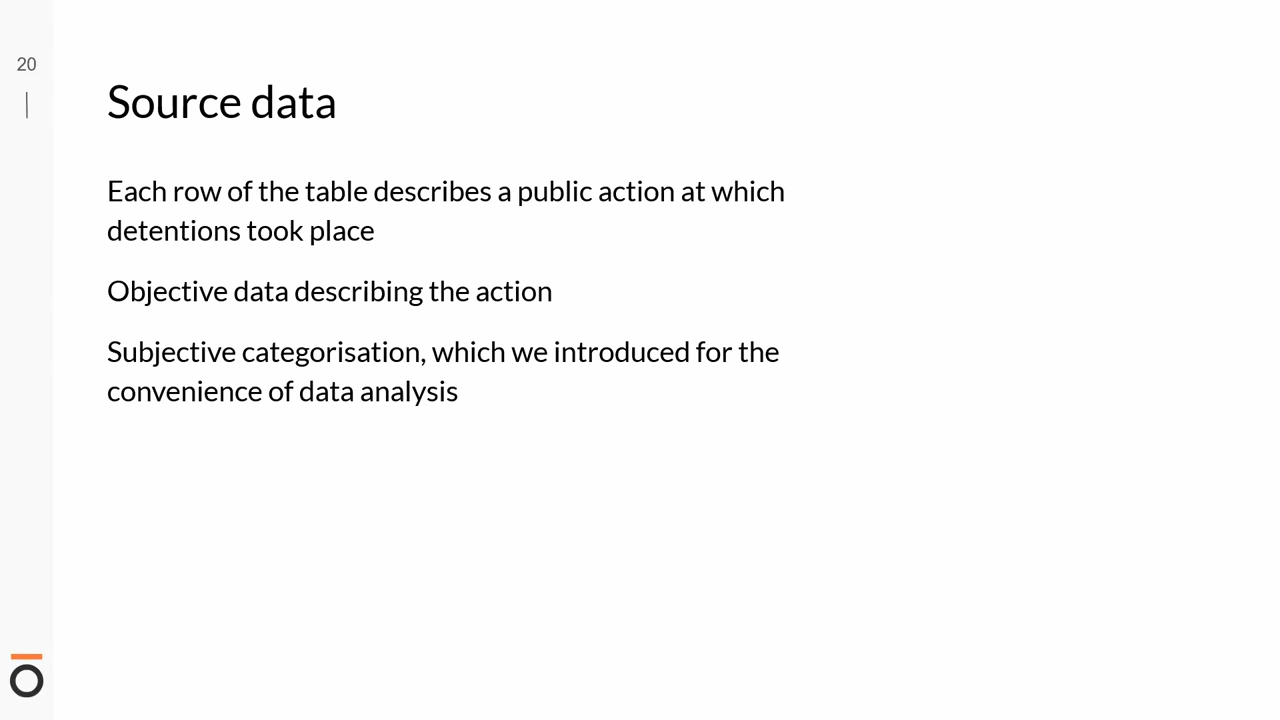 20
Source data
Each row of the table describes a public action at which
detentions took place
Objective data describing the action
Subjective categorisation, which we introduced for the
convenience of data analysis